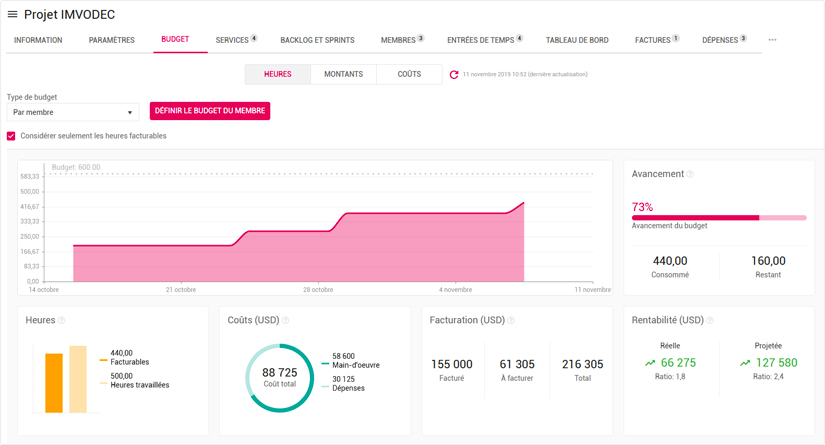 Projet IMVODEC
INFORMATION PARAMÈTRES BUDGET SERVICES 4 BACKLOG ET SPRINTS MEMBRES 3 ENTRÉES DE TEMPS 4 TABLEAU DE BORD FACTURES 1 DÉPENSES 3
HEURES MONTANTS COÛTS 11 novembre 2019 10:52 (dernière actualisation)
Type de budget
Par membre DÉFINIR LE BUDGET DU MEMBRE
Considérer seulement les heures facturables
Budget: 600.00
583,33
500,00
416,67
333,33
250,00
166,67
83,33
0,00
14 octobre 21 octobre 28 octobre 4 novembre 11 novembre
Avancement ?
73%
Avancement du budget
440,00 160,00
Consommé Restant
Heures ?
440,00
Facturables
500,00
Heures travaillées
Coûts (USD) ?
88 725
Coût total
58 600
Main-d'oeuvre
30 125
Dépenses
Facturation (USD) ?
155 000 61 305 216 305
Facturé À facturer Total
Rentabilité (USD) ?
Réelle Projetée
66 275 127 580
Ratio: 1,8 Ratio: 2,4